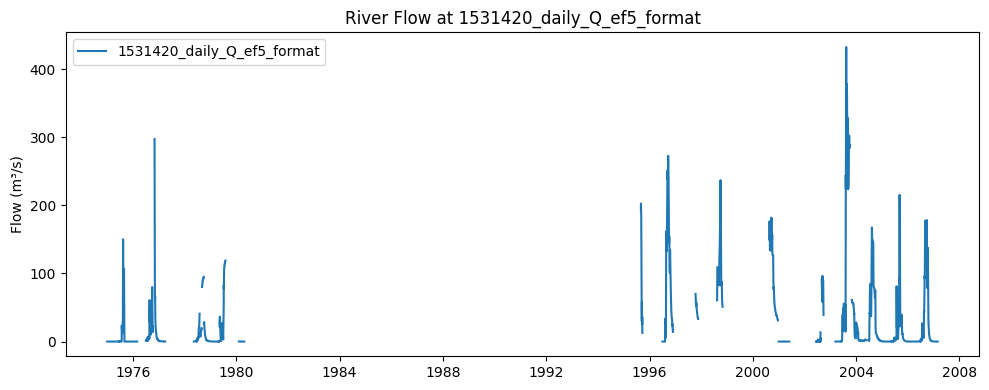 River Flow at 1531420_daily_Q_ef5_format
1531420_daily_Q_ef5_format
Flow (m³/s)
400
300
200
100
0
1976 1980 1984 1988 1992 1996 2000 2004 2008